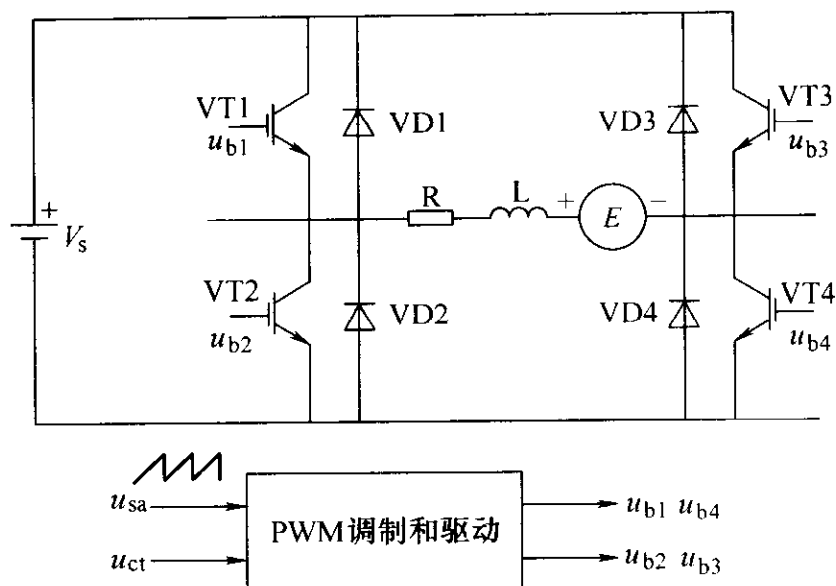 VT1
u_b1
VD1
VD3
VT3
u_b3
R
L
+
E
−
+
V_s
VT2
u_b2
VD2
VD4
VT4
u_b4
u_sa
u_ct
PWM调制和驱动
u_b1 u_b4
u_b2 u_b3